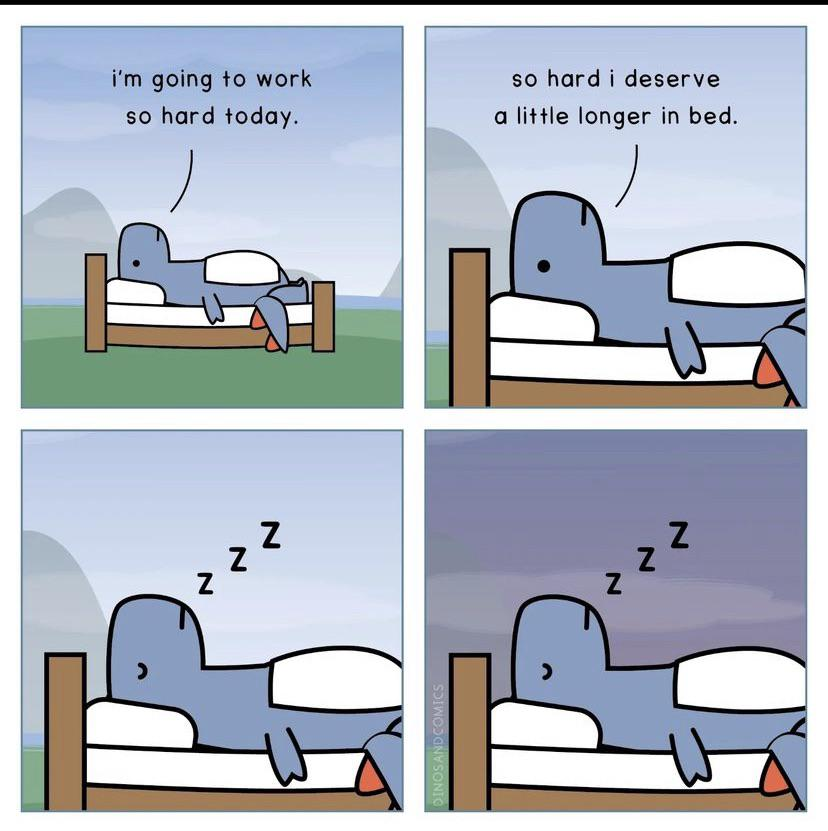 i'm going to work
so hard today.
so hard i deserve
a little longer in bed.
z
z
z
z
z
z
DINOSANDCOMICS